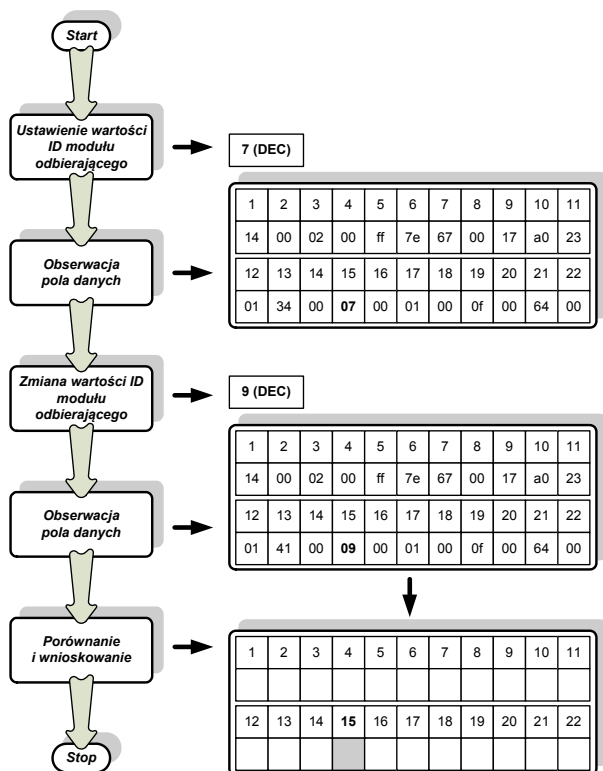 Start
Ustawienie wartości
ID modułu
odbierającego
7 (DEC)
1 2 3 4 5 6 7 8 9 10 11
14 00 02 00 ff 7e 67 00 17 a0 23
12 13 14 15 16 17 18 19 20 21 22
01 34 00 07 00 01 00 0f 00 64 00
Obserwacja
pola danych
Zmiana wartości ID
modułu
odbierającego
9 (DEC)
1 2 3 4 5 6 7 8 9 10 11
14 00 02 00 ff 7e 67 00 17 a0 23
12 13 14 15 16 17 18 19 20 21 22
01 41 00 09 00 01 00 0f 00 64 00
Obserwacja
pola danych
Porównanie
i wnioskowanie
1 2 3 4 5 6 7 8 9 10 11
12 13 14 15 16 17 18 19 20 21 22
Stop